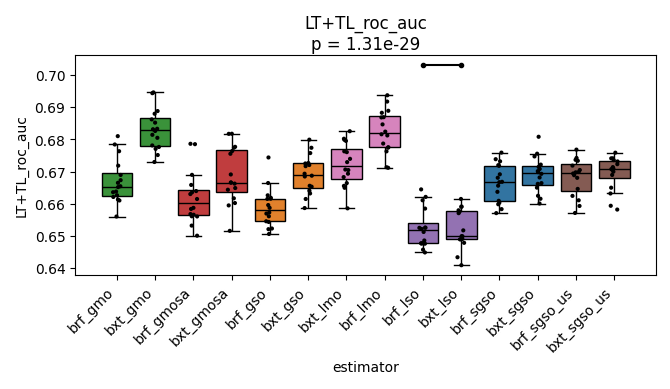 LT+TL_roc_auc
p = 1.31e-29
LT+TL_roc_auc
0.70
0.69
0.68
0.67
0.66
0.65
0.64
brf_gmo
bxt_gmo
brf_gmosa
bxt_gmosa
brf_gso
bxt_gso
bxt_lmo
brf_lmo
brf_lso
bxt_lso
brf_sgso
bxt_sgso
brf_sgso_us
bxt_sgso_us
estimator